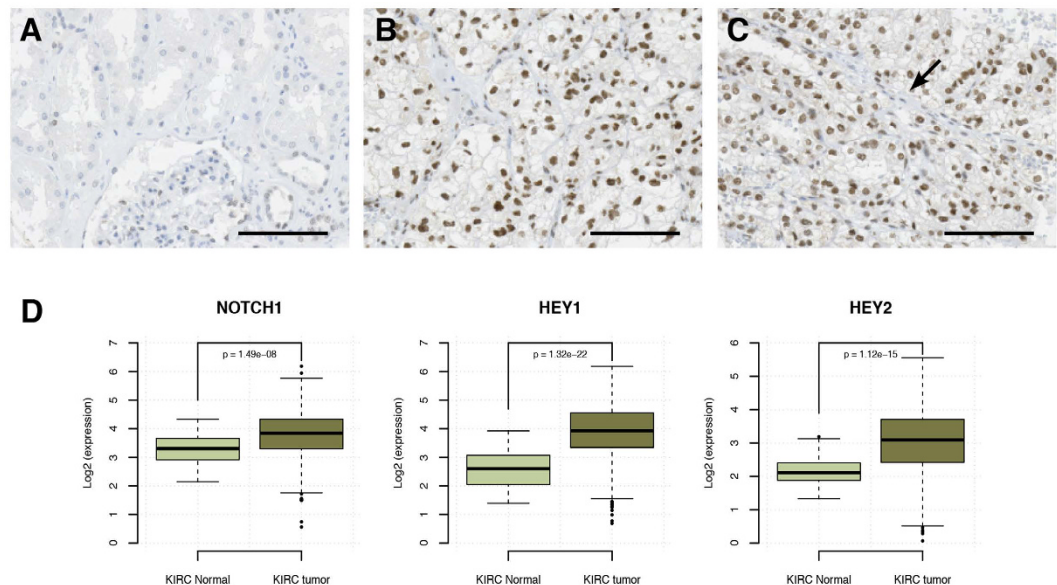 A
B
C
D
NOTCH1
HEY1
HEY2
Log2 (expression)
7
6
5
4
3
2
1
0
p = 1.49e−08
KIRC Normal
KIRC tumor
Log2 (expression)
7
6
5
4
3
2
1
0
p = 1.32e−22
KIRC Normal
KIRC tumor
Log2 (expression)
6
5
4
3
2
1
0
p = 1.12e−15
KIRC Normal
KIRC tumor